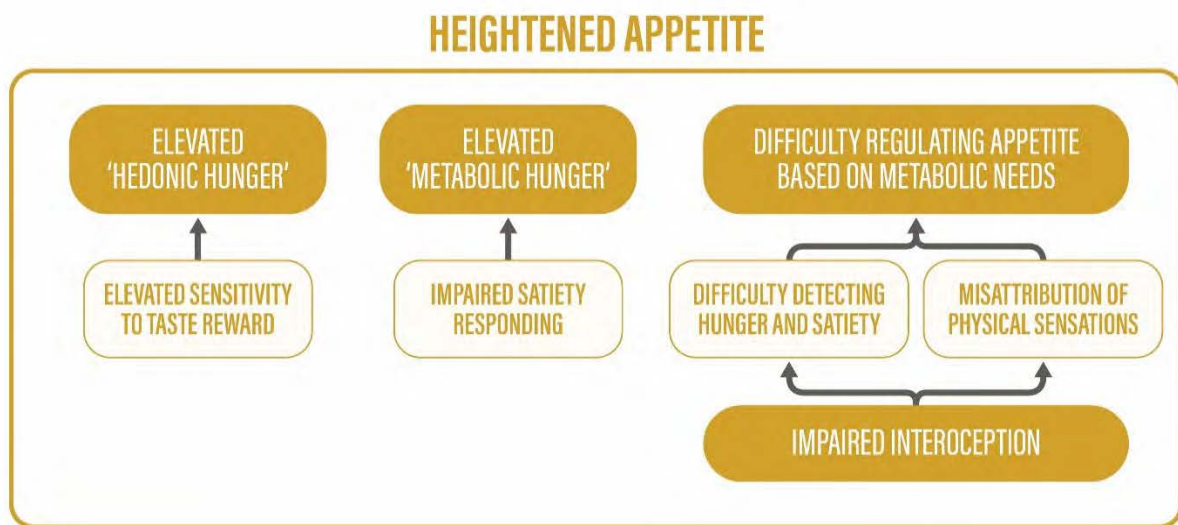 HEIGHTENED APPETITE
ELEVATED
'HEDONIC HUNGER'
ELEVATED SENSITIVITY
TO TASTE REWARD
ELEVATED
'METABOLIC HUNGER'
IMPAIRED SATIETY
RESPONDING
DIFFICULTY REGULATING APPETITE
BASED ON METABOLIC NEEDS
DIFFICULTY DETECTING
HUNGER AND SATIETY
MISATTRIBUTION OF
PHYSICAL SENSATIONS
IMPAIRED INTEROCEPTION